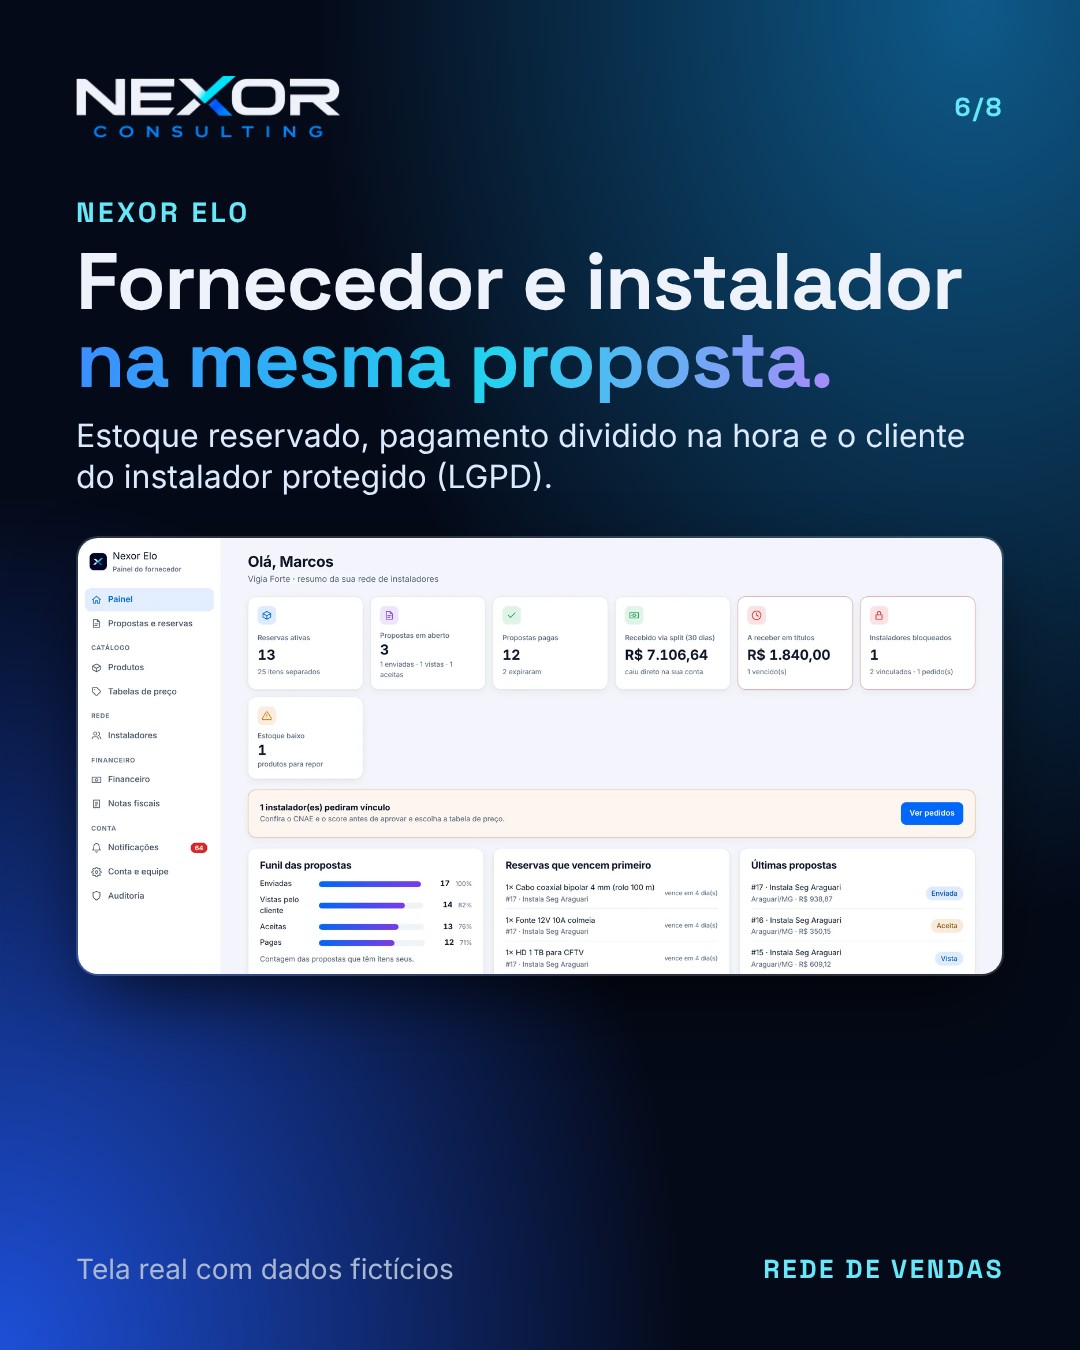 NEXOR
CONSULTING
6/8
NEXOR ELO
Fornecedor e instalador
na mesma proposta.
Estoque reservado, pagamento dividido na hora e o cliente
do instalador protegido (LGPD).
Nexor Elo
Painel do fornecedor
Painel
Propostas e reservas
CATÁLOGO
Produtos
Tabelas de preço
REDE
Instaladores
FINANCEIRO
Financeiro
Notas fiscais
CONTA
Notificações
64
Conta e equipe
Auditoria
Olá, Marcos
Vigia Forte · resumo da sua rede de instaladores
Reservas ativas
13
25 itens separados
Propostas em aberto
3
1 enviadas · 1 vistas · 1
aceitas
Propostas pagas
12
2 expiraram
Recebido via split (30 dias)
R$ 7.106,64
caiu direto na sua conta
A receber em títulos
R$ 1.840,00
1 vencido(s)
Instaladores bloqueados
1
2 vinculados · 1 pedido(s)
Estoque baixo
1
produtos para repor
1 instalador(es) pediram vínculo
Confira o CNAE e o score antes de aprovar e escolha a tabela de preço.
Ver pedidos
Funil das propostas
Enviadas 17 100%
Vistas pelo
cliente 14 82%
Aceitas 13 76%
Pagas 12 71%
Contagem das propostas que têm itens seus.
Reservas que vencem primeiro
1× Cabo coaxial bipolar 4 mm (rolo 100 m)
#17 · Instala Seg Araguari
vence em 4 dia(s)
1× Fonte 12V 10A colmeia
#17 · Instala Seg Araguari
vence em 4 dia(s)
1× HD 1 TB para CFTV
#17 · Instala Seg Araguari
vence em 4 dia(s)
Últimas propostas
#17 · Instala Seg Araguari
Araguari/MG · R$ 938,87
Enviada
#16 · Instala Seg Araguari
Araguari/MG · R$ 350,15
Aceita
#15 · Instala Seg Araguari
Araguari/MG · R$ 609,12
Vista
Tela real com dados fictícios
REDE DE VENDAS